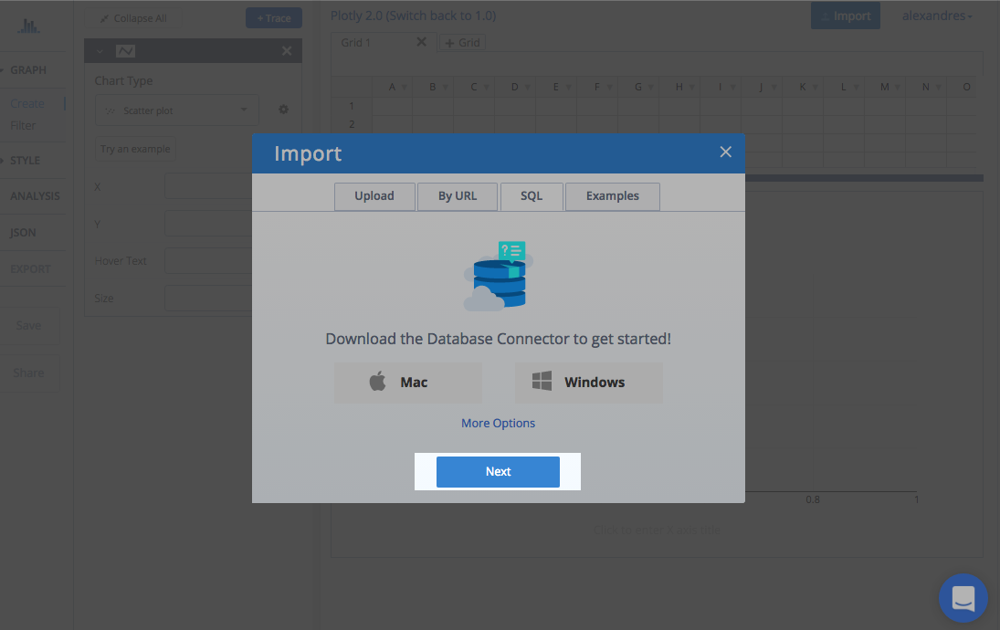 Collapse All
+ Trace
Plotly 2.0 (Switch back to 1.0)
Import
alexandres
Grid 1
+ Grid
GRAPH
Create
Filter
STYLE
ANALYSIS
JSON
EXPORT
Save
Share
Chart Type
Scatter plot
Try an example
X
Y
Hover Text
Size
A B C D E F G H I J K L M N O
1
2
Import
Upload By URL SQL Examples
?
Download the Database Connector to get started!
Mac Windows
More Options
Next
0.8 1
Click to enter X axis title